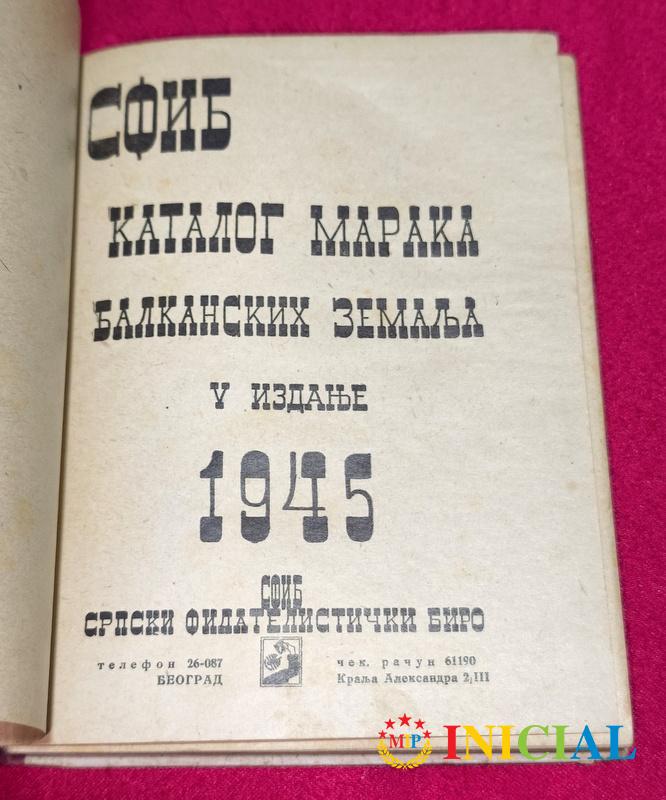 СФИБ
КАТАЛОГ МАРАКА
БАЛКАНСКИХ ЗЕМАЉА
V ИЗДАЊЕ
1945
СФИБ
СРПСКИ ФИЛАТЕЛИСТИЧКИ БИРО
телефон 26-087
БЕОГРАД
чек. рачун 61190
Краља Александра 2/III
MIP INICIAL